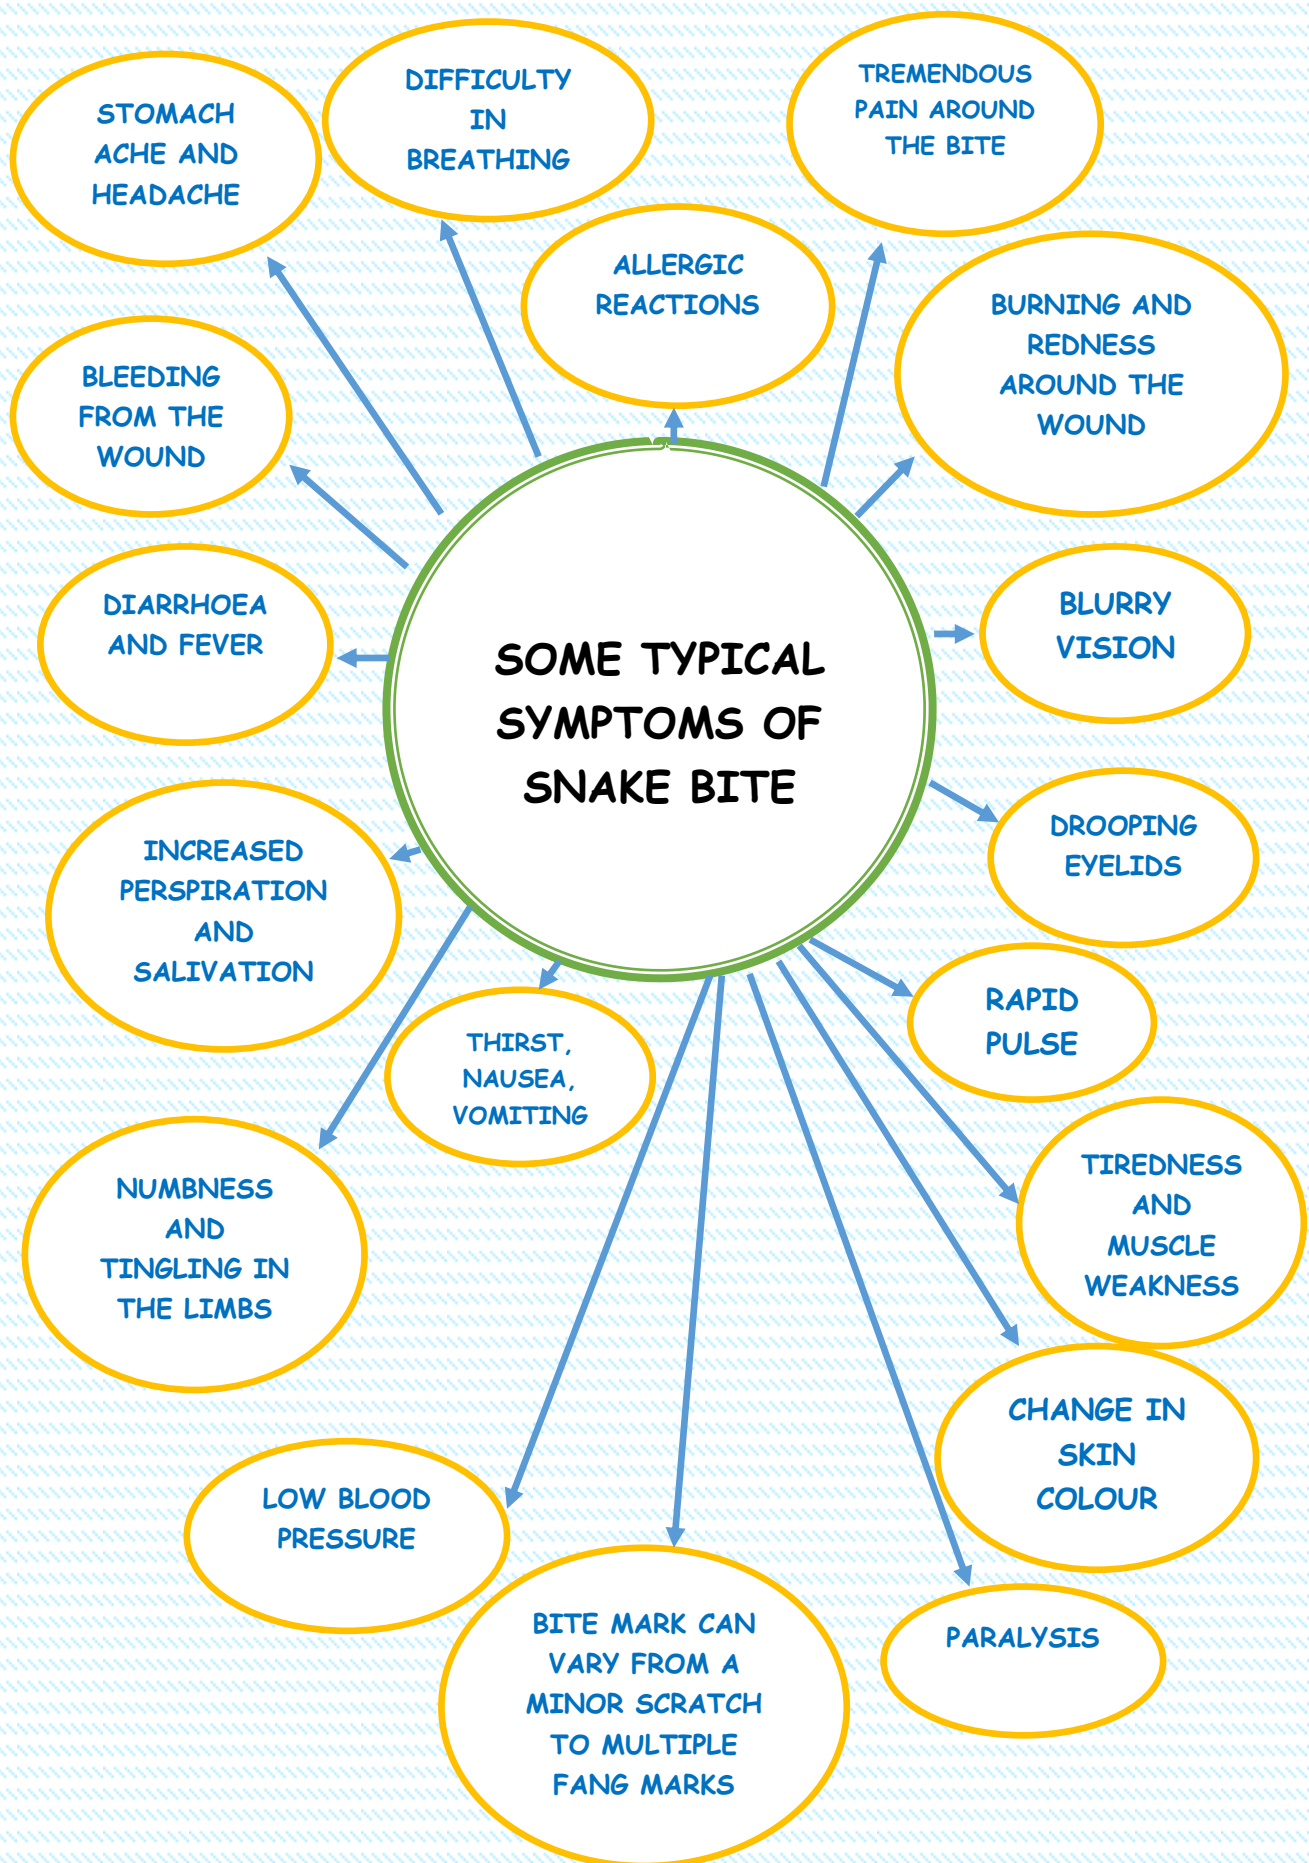 STOMACH
ACHE AND
HEADACHE
DIFFICULTY
IN
BREATHING
TREMENDOUS
PAIN AROUND
THE BITE
ALLERGIC
REACTIONS
BURNING AND
REDNESS
AROUND THE
WOUND
BLEEDING
FROM THE
WOUND
DIARRHOEA
AND FEVER
BLURRY
VISION
SOME TYPICAL
SYMPTOMS OF
SNAKE BITE
DROOPING
EYELIDS
INCREASED
PERSPIRATION
AND
SALIVATION
RAPID
PULSE
THIRST,
NAUSEA,
VOMITING
TIREDNESS
AND
MUSCLE
WEAKNESS
NUMBNESS
AND
TINGLING IN
THE LIMBS
CHANGE IN
SKIN
COLOUR
LOW BLOOD
PRESSURE
BITE MARK CAN
VARY FROM A
MINOR SCRATCH
TO MULTIPLE
FANG MARKS
PARALYSIS